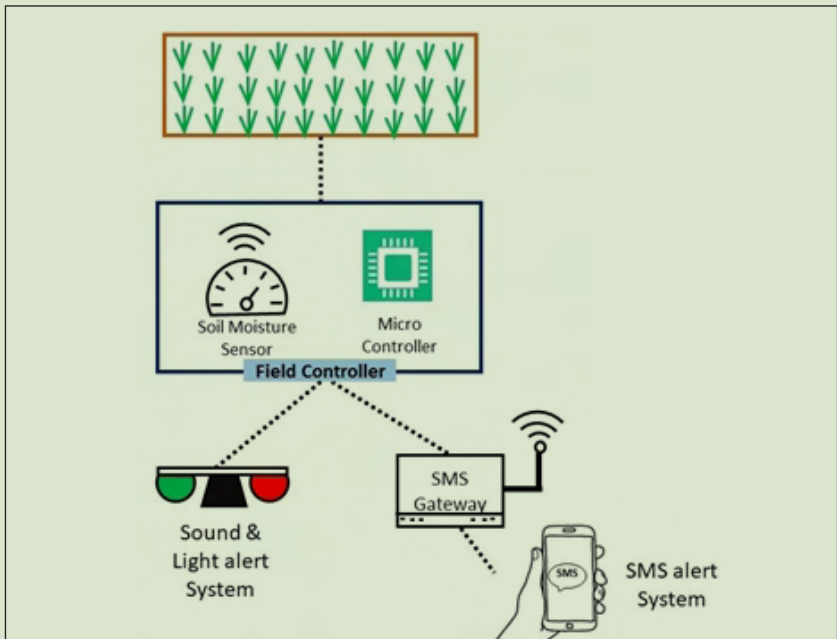 Soil Moisture
Sensor
Micro
Controller
Field Controller
SMS
Gateway
Sound &
Light alert
System
SMS
SMS alert
System